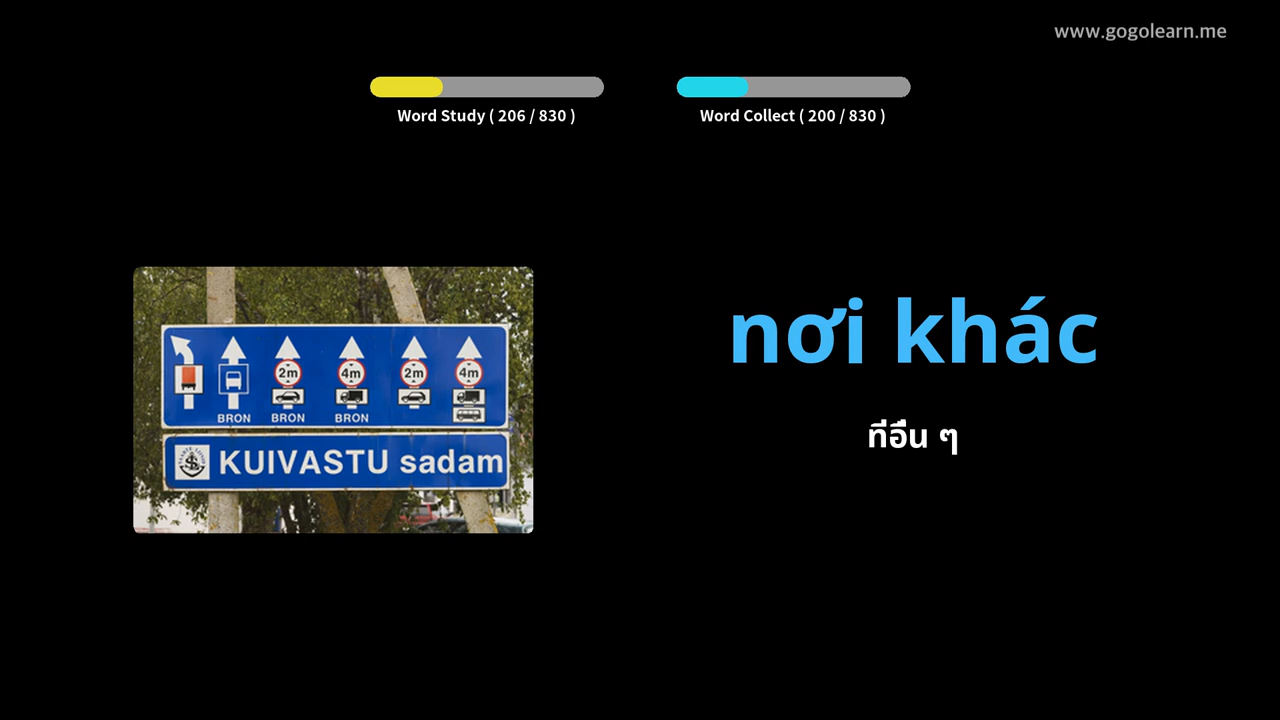 www.gogolearn.me
Word Study ( 206 / 830 )
Word Collect ( 200 / 830 )
2m
4m
2m
4m
BRON
BRON
BRON
KUIVASTU sadam
nơi khác
ที่อื่น ๆ